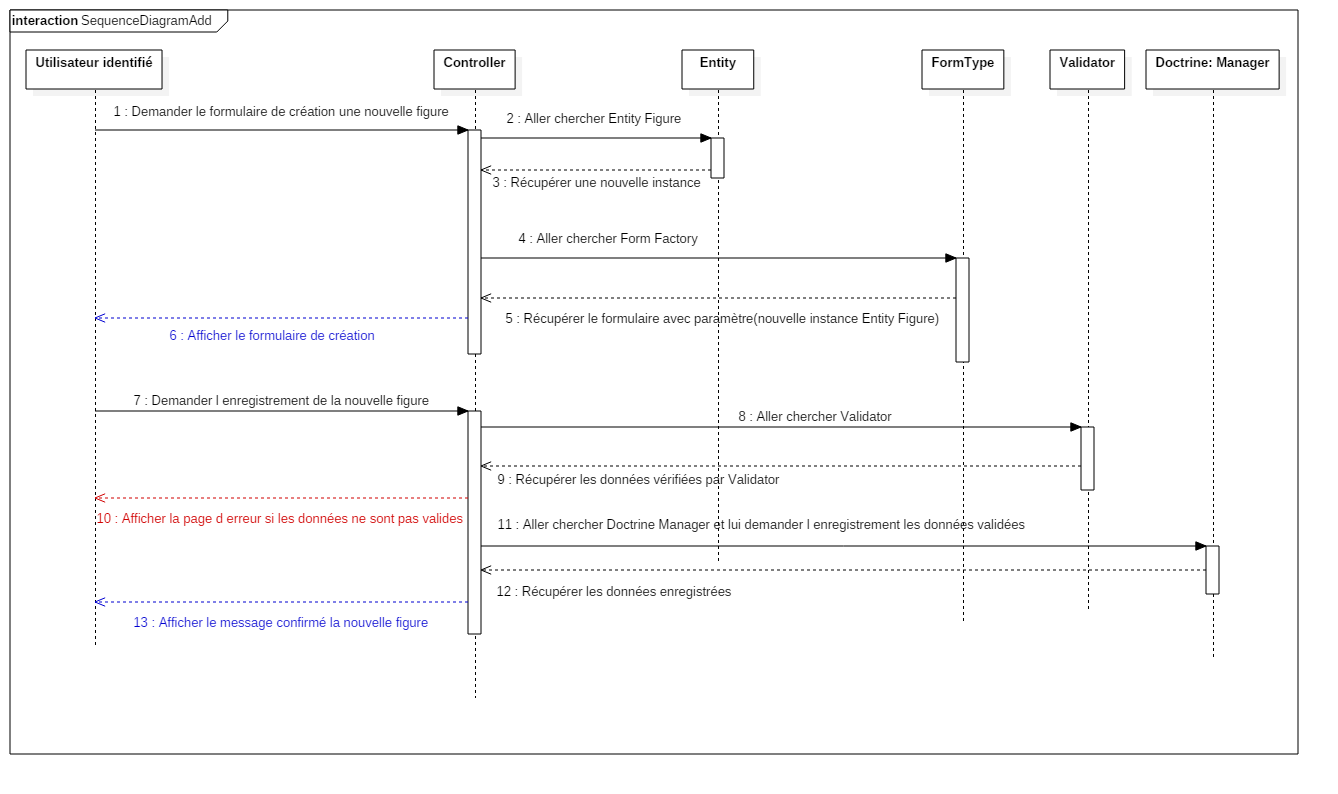 interaction SequenceDiagramAdd
Utilisateur identifié
Controller
Entity
FormType
Validator
Doctrine: Manager
1 : Demander le formulaire de création une nouvelle figure
2 : Aller chercher Entity Figure
3 : Récupérer une nouvelle instance
4 : Aller chercher Form Factory
5 : Récupérer le formulaire avec paramètre(nouvelle instance Entity Figure)
6 : Afficher le formulaire de création
7 : Demander l enregistrement de la nouvelle figure
8 : Aller chercher Validator
9 : Récupérer les données vérifiées par Validator
10 : Afficher la page d erreur si les données ne sont pas valides
11 : Aller chercher Doctrine Manager et lui demander l enregistrement les données validées
12 : Récupérer les données enregistrées
13 : Afficher le message confirmé la nouvelle figure